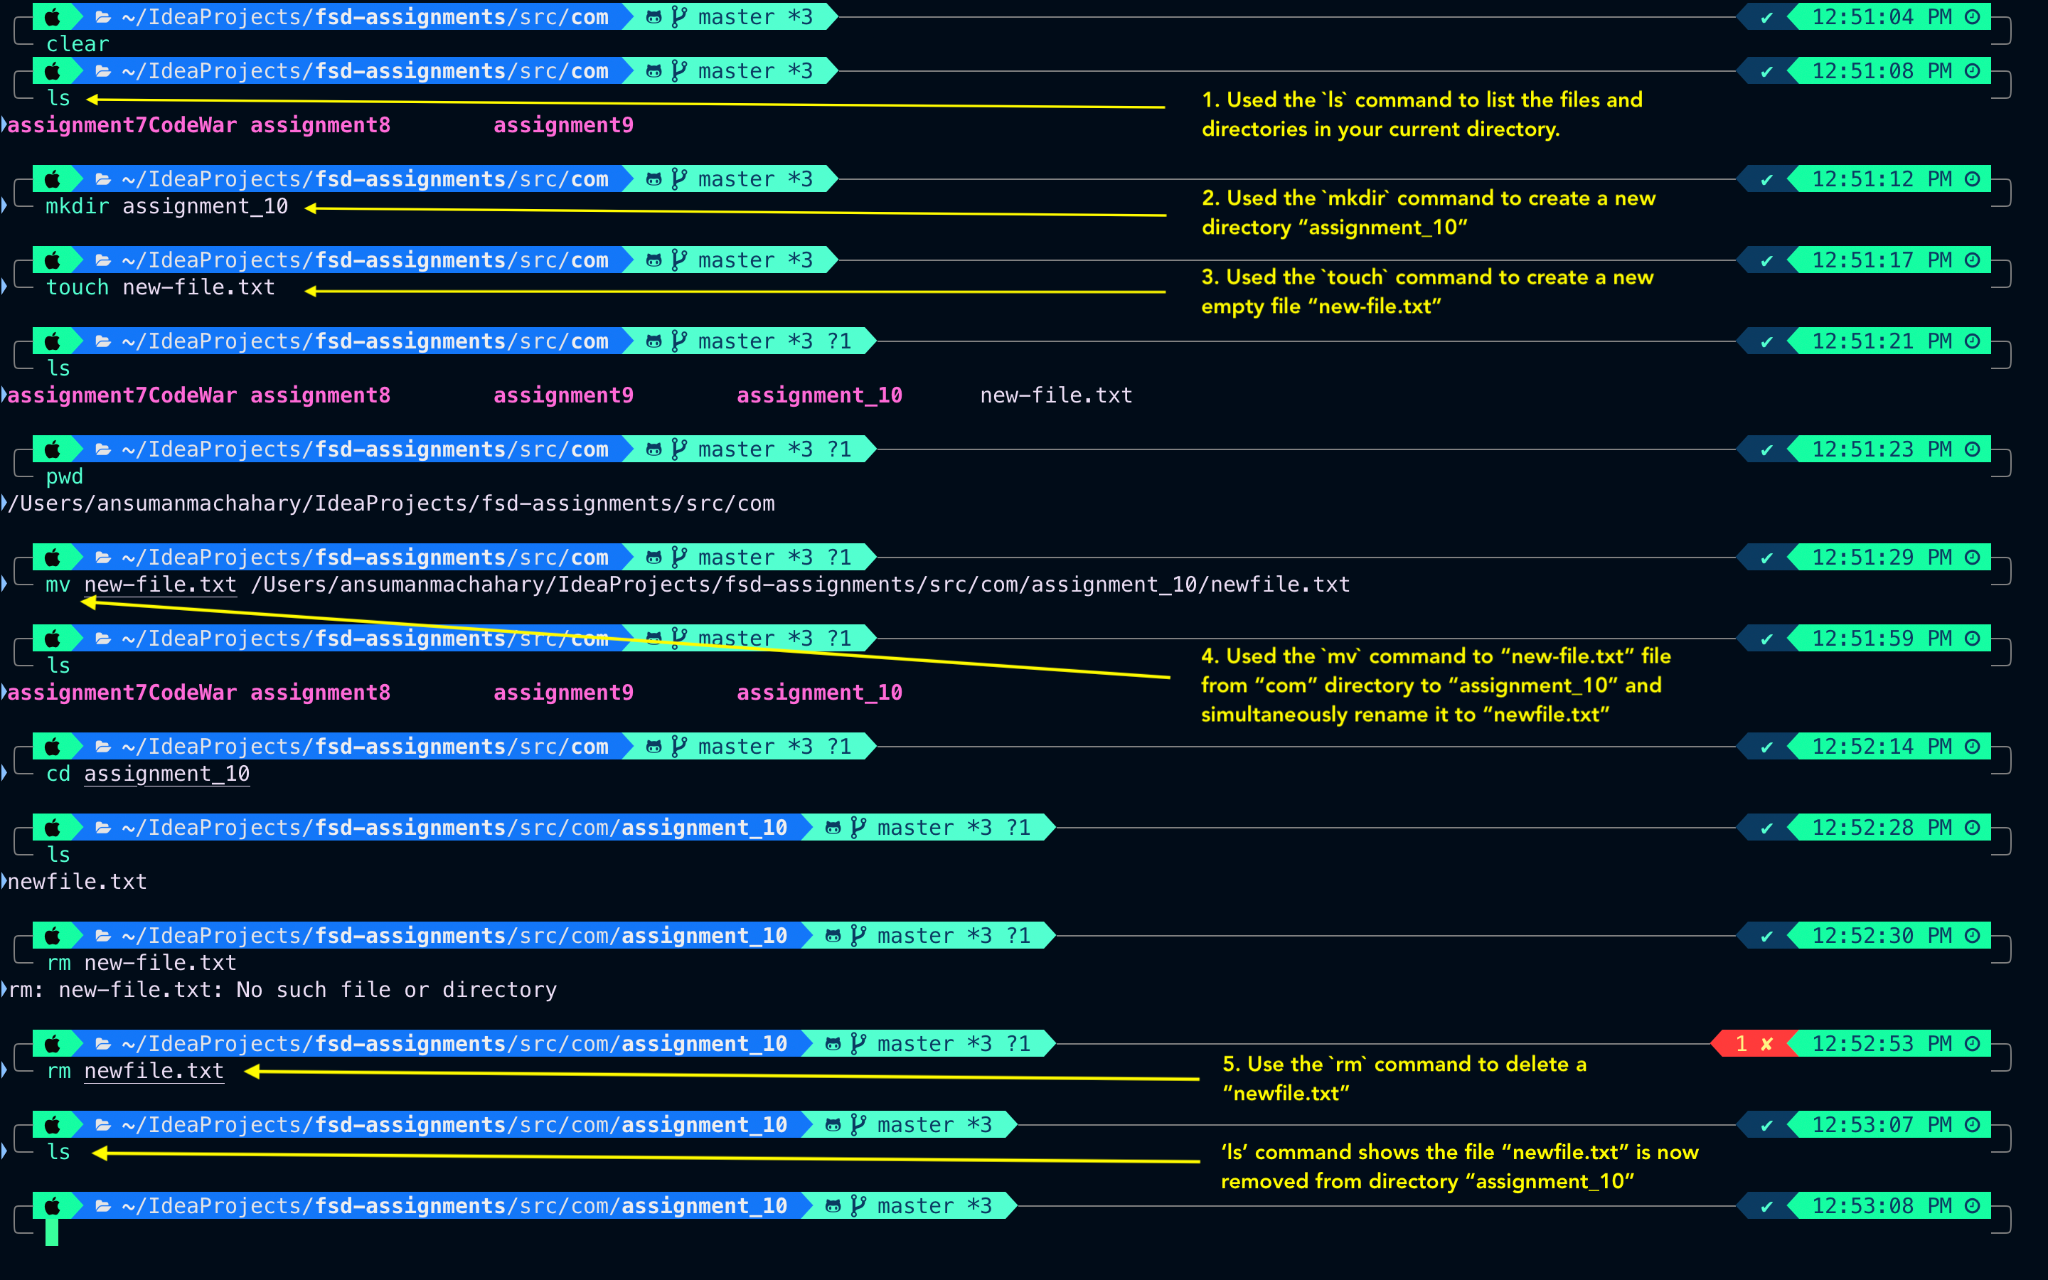 ~/IdeaProjects/fsd-assignments/src/com master *3 ✔ 12:51:04 PM
clear
~/IdeaProjects/fsd-assignments/src/com master *3 ✔ 12:51:08 PM
ls
1. Used the `ls` command to list the files and
directories in your current directory.
assignment7CodeWar assignment8 assignment9
~/IdeaProjects/fsd-assignments/src/com master *3 ✔ 12:51:12 PM
mkdir assignment_10
2. Used the `mkdir` command to create a new
directory “assignment_10”
~/IdeaProjects/fsd-assignments/src/com master *3 ✔ 12:51:17 PM
touch new-file.txt
3. Used the `touch` command to create a new
empty file “new-file.txt”
~/IdeaProjects/fsd-assignments/src/com master *3 ?1 ✔ 12:51:21 PM
ls
assignment7CodeWar assignment8 assignment9 assignment_10 new-file.txt
~/IdeaProjects/fsd-assignments/src/com master *3 ?1 ✔ 12:51:23 PM
pwd
/Users/ansumanmachahary/IdeaProjects/fsd-assignments/src/com
~/IdeaProjects/fsd-assignments/src/com master *3 ?1 ✔ 12:51:29 PM
mv new-file.txt /Users/ansumanmachahary/IdeaProjects/fsd-assignments/src/com/assignment_10/newfile.txt
~/IdeaProjects/fsd-assignments/src/com master *3 ?1 ✔ 12:51:59 PM
ls
assignment7CodeWar assignment8 assignment9 assignment_10
4. Used the `mv` command to “new-file.txt” file
from “com” directory to “assignment_10” and
simultaneously rename it to “newfile.txt”
~/IdeaProjects/fsd-assignments/src/com master *3 ?1 ✔ 12:52:14 PM
cd assignment_10
~/IdeaProjects/fsd-assignments/src/com/assignment_10 master *3 ?1 ✔ 12:52:28 PM
ls
newfile.txt
~/IdeaProjects/fsd-assignments/src/com/assignment_10 master *3 ?1 ✔ 12:52:30 PM
rm new-file.txt
rm: new-file.txt: No such file or directory
~/IdeaProjects/fsd-assignments/src/com/assignment_10 master *3 ?1 1 ✘ 12:52:53 PM
rm newfile.txt
5. Use the `rm` command to delete a
“newfile.txt”
~/IdeaProjects/fsd-assignments/src/com/assignment_10 master *3 ✔ 12:53:07 PM
ls
‘ls’ command shows the file “newfile.txt” is now
removed from directory “assignment_10”
~/IdeaProjects/fsd-assignments/src/com/assignment_10 master *3 ✔ 12:53:08 PM